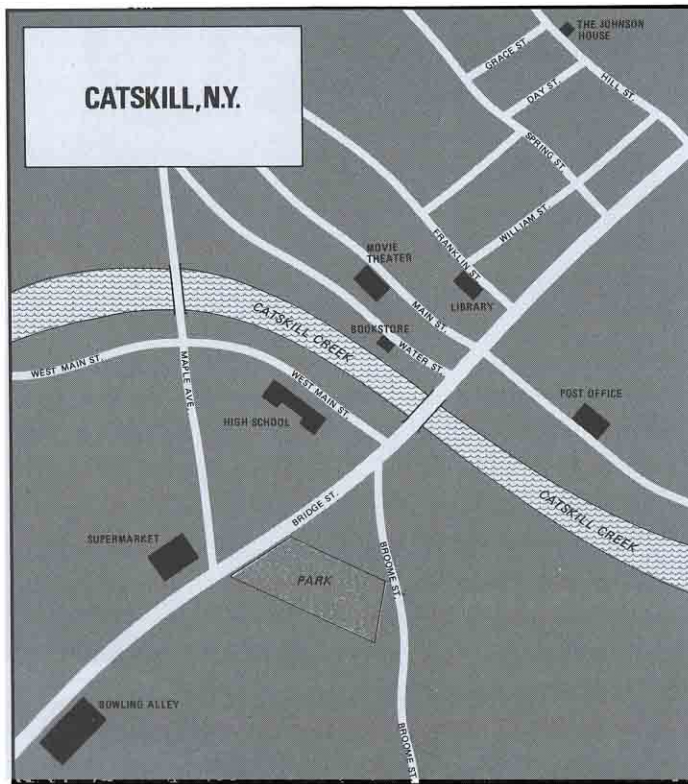 CATSKILL, N.Y.
THE JOHNSON
HOUSE
GRACE ST.
DAY ST.
HILL ST.
SPRING ST.
WILLIAM ST.
FRANKLIN ST.
MOVIE
THEATER
LIBRARY
MAIN ST.
CATSKILL CREEK
BOOKSTORE
WATER ST.
WEST MAIN ST.
MAPLE AVE.
WEST MAIN ST.
HIGH SCHOOL
POST OFFICE
BRIDGE ST.
CATSKILL CREEK
SUPERMARKET
PARK
BROOME ST.
BOWLING ALLEY
BROOME ST.